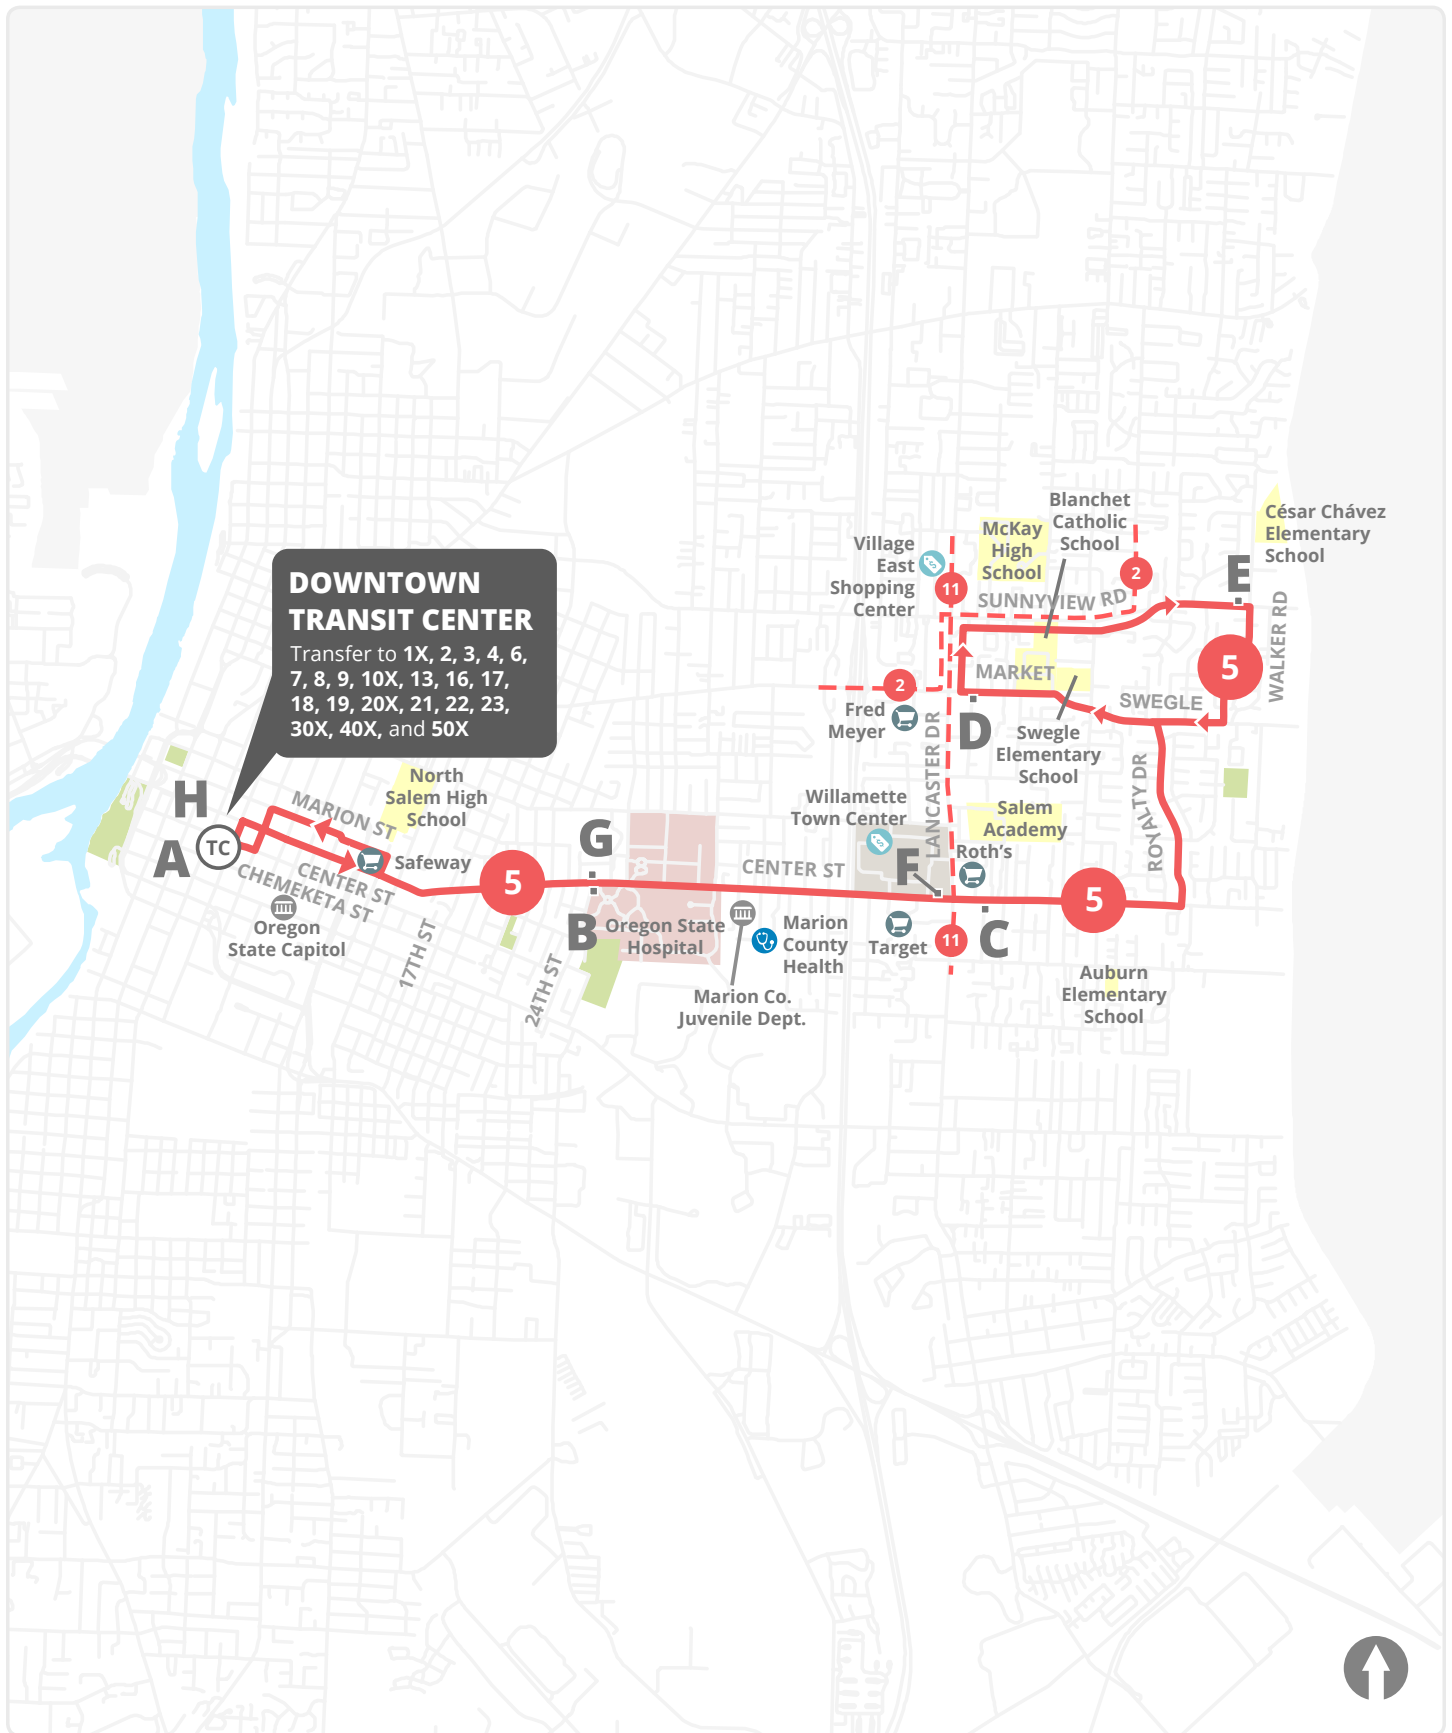 Blanchet
Catholic
School
César Chávez
Elementary
School
McKay
High
School
Village
East
Shopping
Center
E
2
11
SUNNYVIEW RD
WALKER RD
DOWNTOWN
TRANSIT CENTER
Transfer to 1X, 2, 3, 4, 6,
7, 8, 9, 10X, 13, 16, 17,
18, 19, 20X, 21, 22, 23,
30X, 40X, and 50X
5
MARKET
2
SWEGLE
Fred
Meyer
D
Swegle
Elementary
School
LANCASTER DR
ROYALTY DR
North
Salem High
School
H
MARION ST
Willamette
Town Center
Salem
Academy
G
A
TC
Safeway
Roth's
CENTER ST
F
CENTER ST
CHEMEKETA ST
5
5
Oregon
State Capitol
17TH ST
24TH ST
B
Oregon State
Hospital
Marion
County
Health
Target
11
C
Marion Co.
Juvenile Dept.
Auburn
Elementary
School